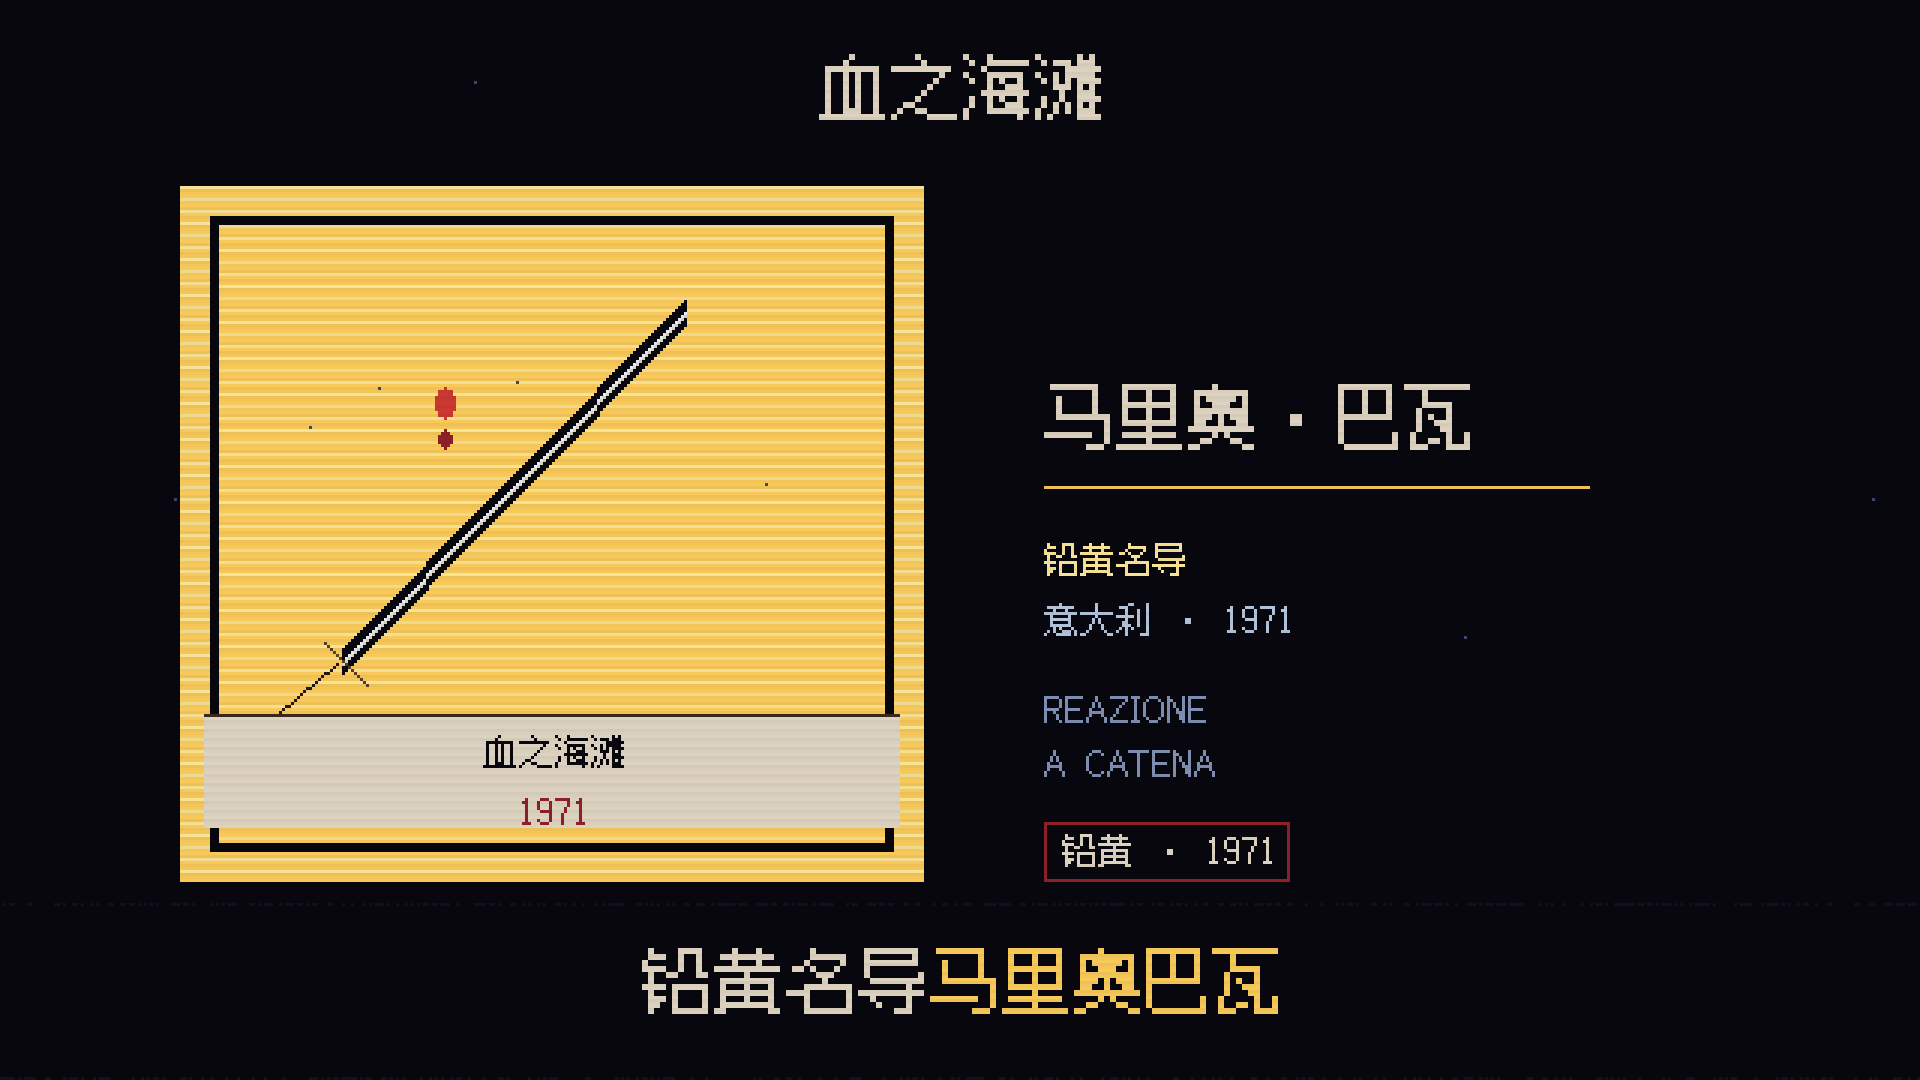 血之海滩
血之海滩
1971
马里奥·巴瓦
铅黄名导
意大利 · 1971
REAZIONE
A CATENA
铅黄 · 1971
铅黄名导马里奥巴瓦